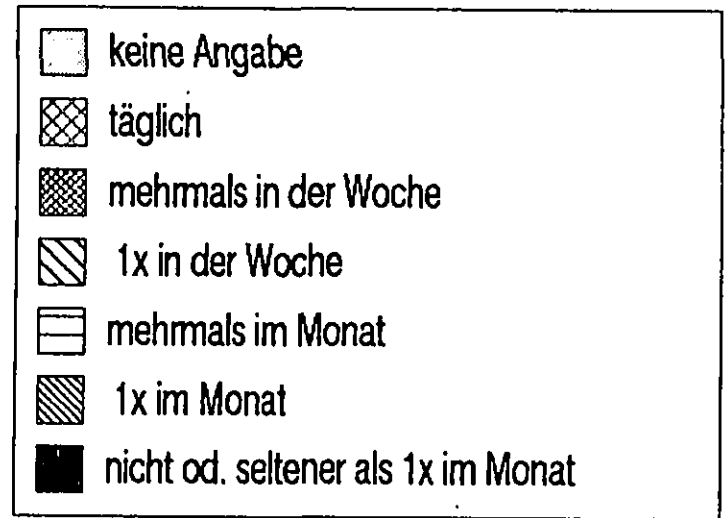 keine Angabe
täglich
mehrmals in der Woche
1x in der Woche
mehrmals im Monat
1x im Monat
nicht od. seltener als 1x im Monat